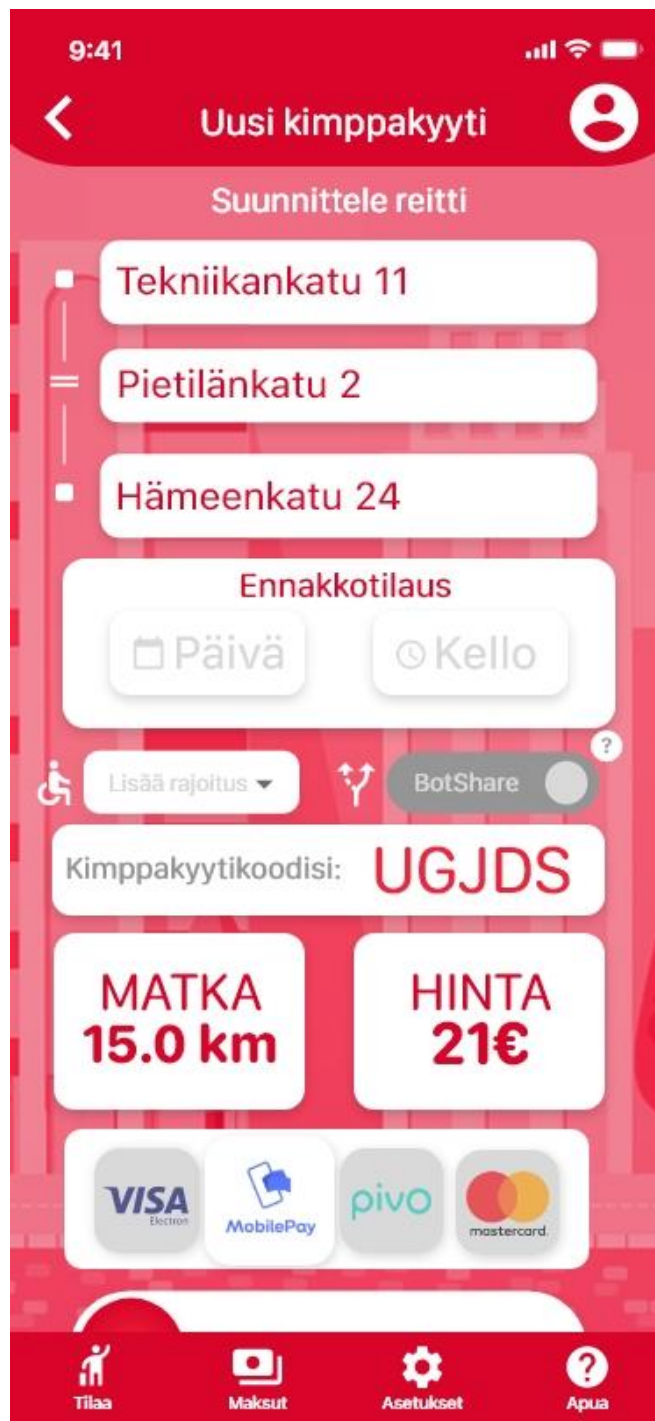 9:41
Uusi kimppakyyti
Suunnittele reitti
Tekniikankatu 11
Pietilänkatu 2
Hämeenkatu 24
Ennakkotilaus
Päivä Kello
?
Lisää rajoitus BotShare
Kimppakyytikoodisi: UGJDS
MATKA HINTA
15.0 km 21€
VISA Electron MobilePay pivo mastercard.
Tilaa Maksut Asetukset ? Apua